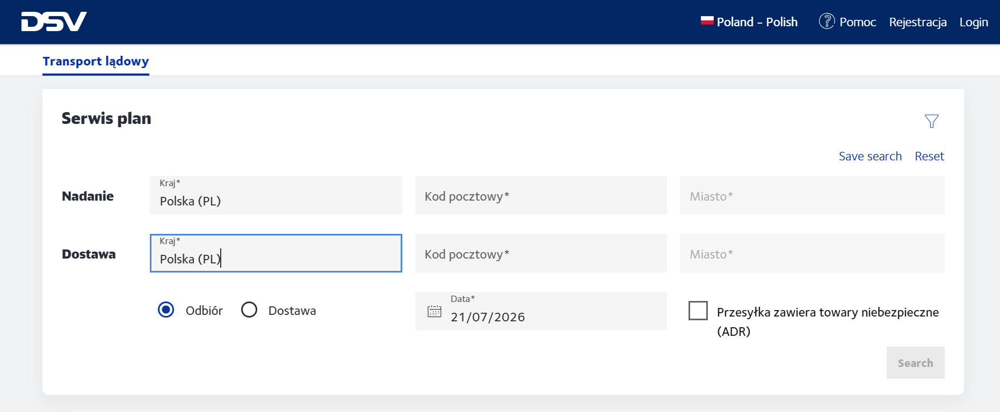 DSV
Poland – Polish
Pomoc
Rejestracja
Login
Transport lądowy
Serwis plan
Save search
Reset
Nadanie
Kraj*
Polska (PL)
Kod pocztowy*
Miasto*
Dostawa
Kraj*
Polska (PL)
Kod pocztowy*
Miasto*
Odbiór
Dostawa
Data*
21/07/2026
Przesyłka zawiera towary niebezpieczne
(ADR)
Search